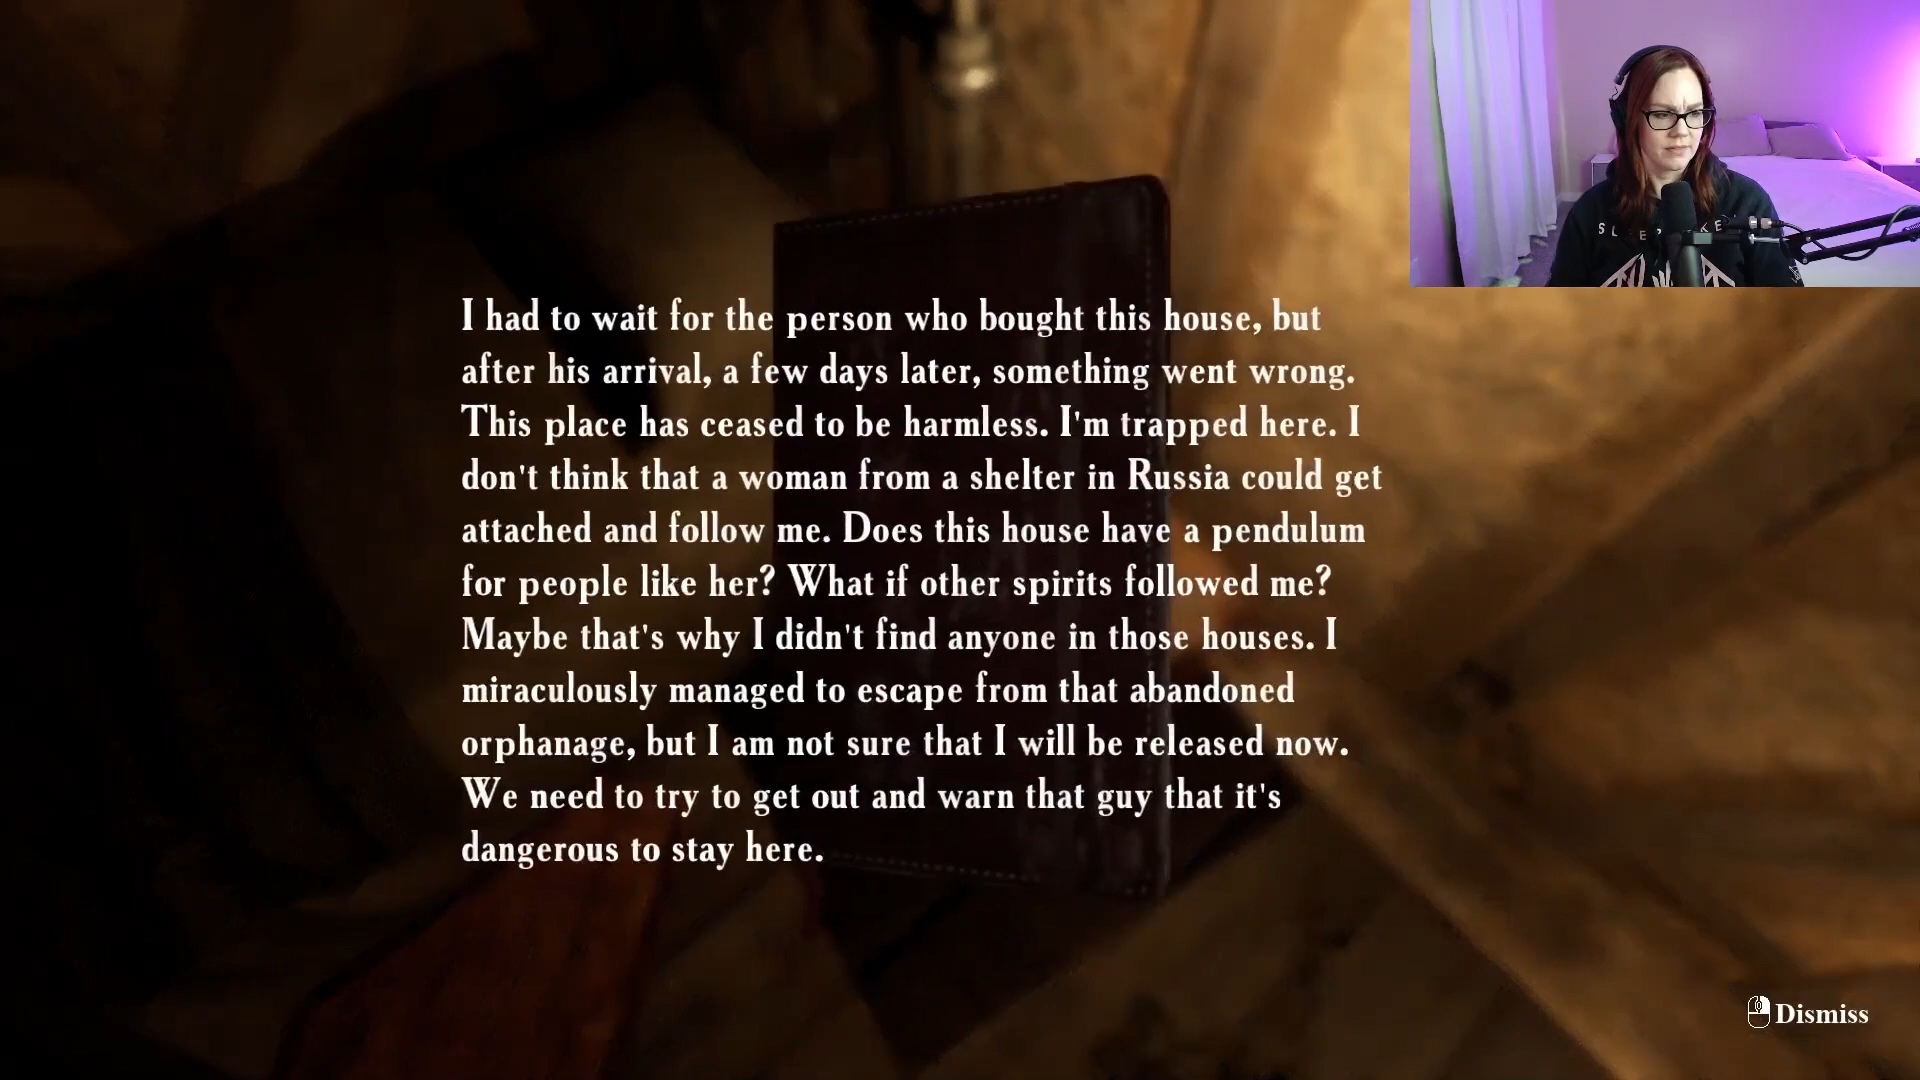 I had to wait for the person who bought this house, but
after his arrival, a few days later, something went wrong.
This place has ceased to be harmless. I'm trapped here. I
don't think that a woman from a shelter in Russia could get
attached and follow me. Does this house have a pendulum
for people like her? What if other spirits followed me?
Maybe that's why I didn't find anyone in those houses. I
miraculously managed to escape from that abandoned
orphanage, but I am not sure that I will be released now.
We need to try to get out and warn that guy that it's
dangerous to stay here.
Dismiss